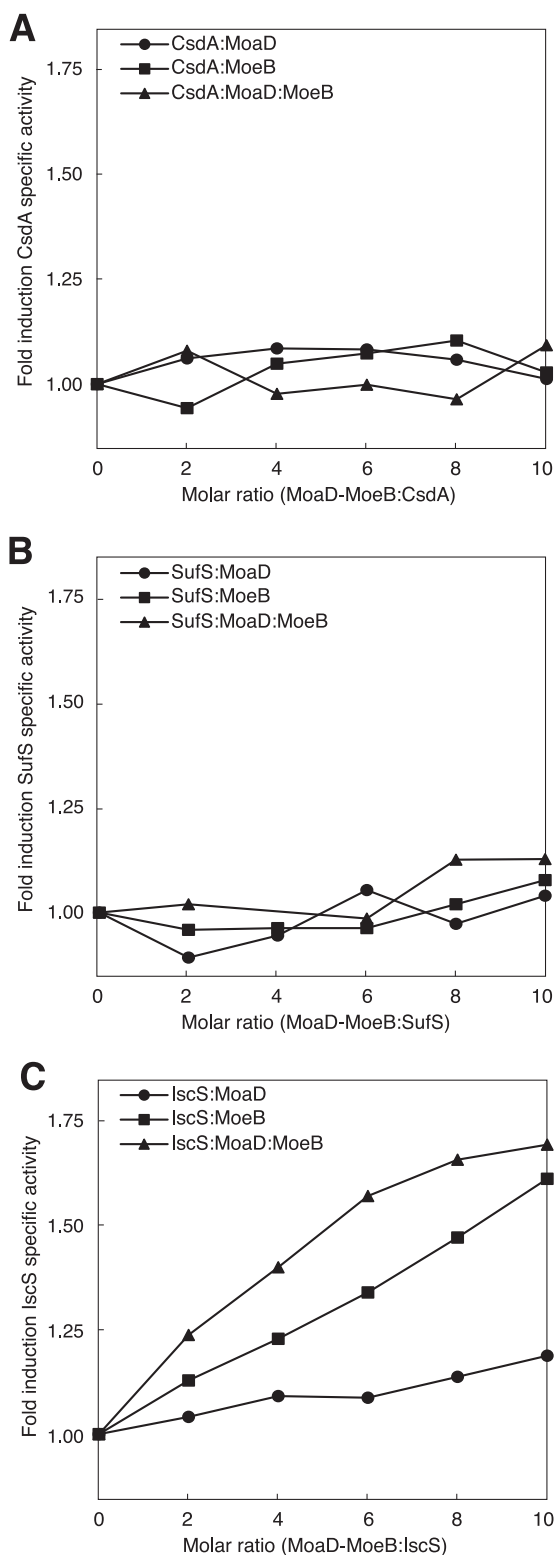 A
CsdA:MoaD
CsdA:MoeB
CsdA:MoaD:MoeB
Fold induction CsdA specific activity
1.75
1.50
1.25
1.00
0 2 4 6 8 10
Molar ratio (MoaD-MoeB:CsdA)
B
SufS:MoaD
SufS:MoeB
SufS:MoaD:MoeB
Fold induction SufS specific activity
1.75
1.50
1.25
1.00
0 2 4 6 8 10
Molar ratio (MoaD-MoeB:SufS)
C
IscS:MoaD
IscS:MoeB
IscS:MoaD:MoeB
Fold induction IscS specific activity
1.75
1.50
1.25
1.00
0 2 4 6 8 10
Molar ratio (MoaD-MoeB:IscS)